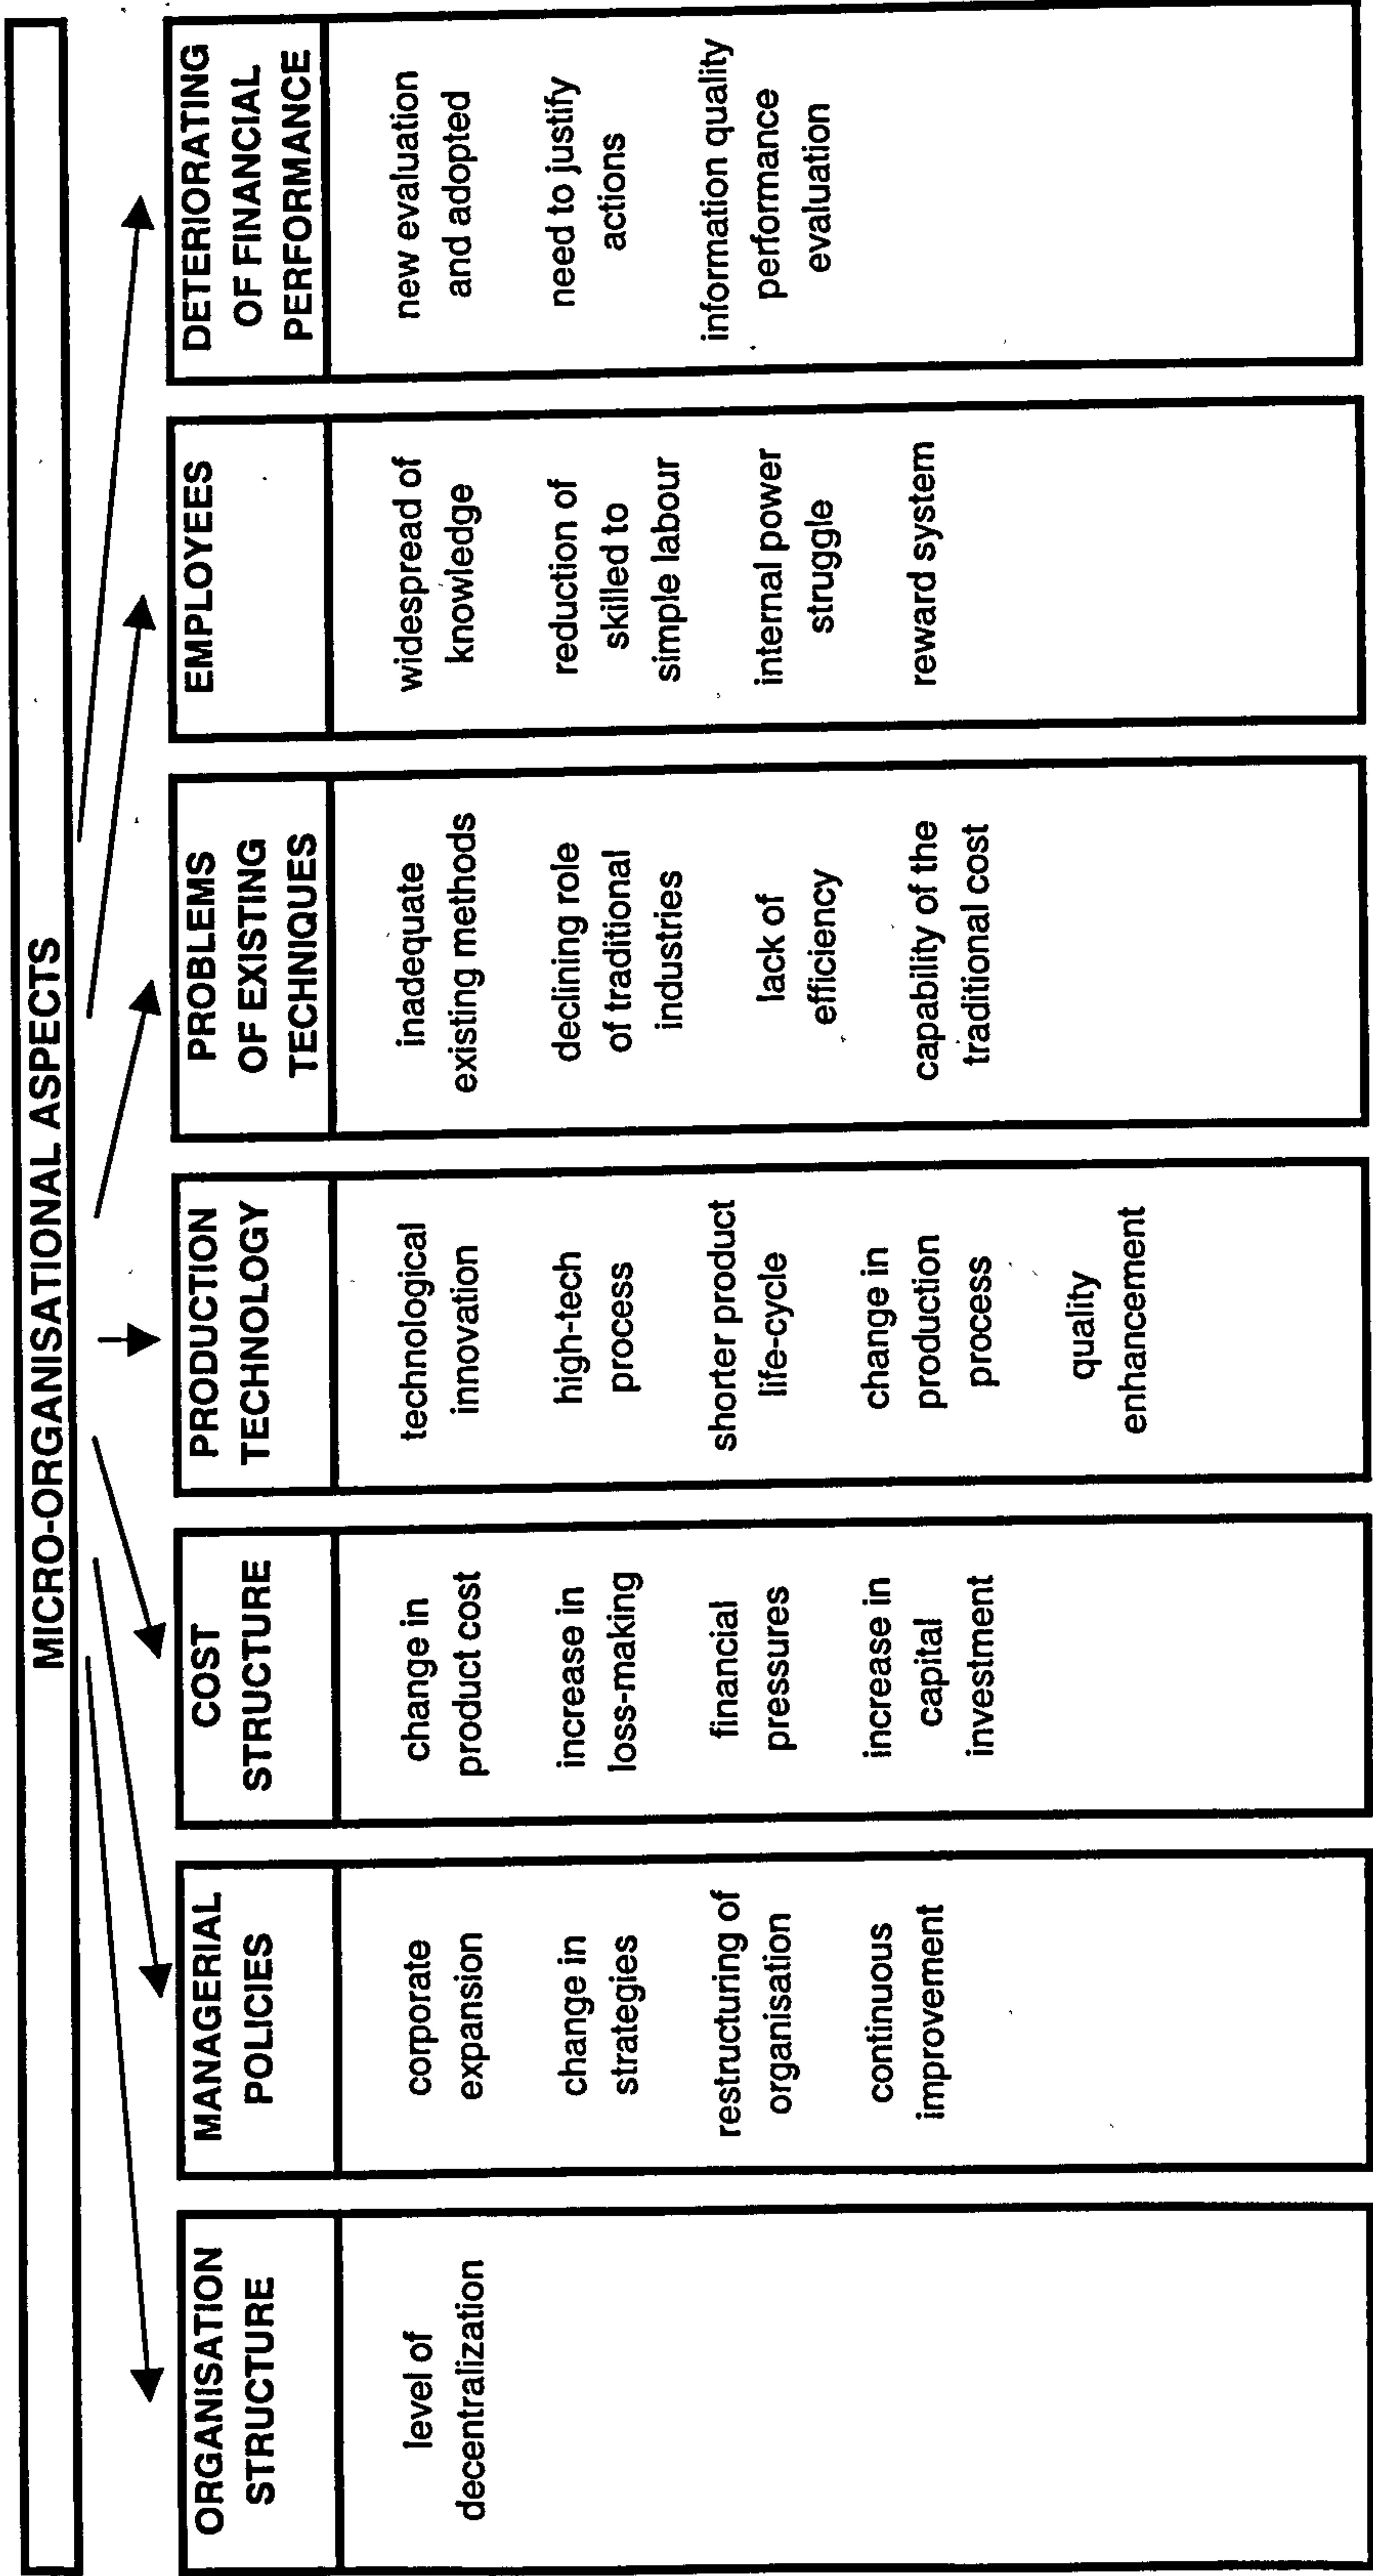 MICRO-ORGANISATIONAL ASPECTS
ORGANISATION
STRUCTURE
level of
decentralization
MANAGERIAL
POLICIES
corporate
expansion
change in
strategies
restructuring of
organisation
continuous
improvement
COST
STRUCTURE
change in
product cost
increase in
loss-making
financial
pressures
increase in
capital
investment
PRODUCTION
TECHNOLOGY
technological
innovation
high-tech
process
shorter product
life-cycle
change in
production
process
quality
enhancement
PROBLEMS
OF EXISTING
TECHNIQUES
inadequate
existing methods
declining role
of traditional
industries
lack of
efficiency
capability of the
traditional cost
EMPLOYEES
widespread of
knowledge
reduction of
skilled to
simple labour
internal power
struggle
reward system
DETERIORATING
OF FINANCIAL
PERFORMANCE
new evaluation
and adopted
need to justify
actions
information quality
performance
evaluation